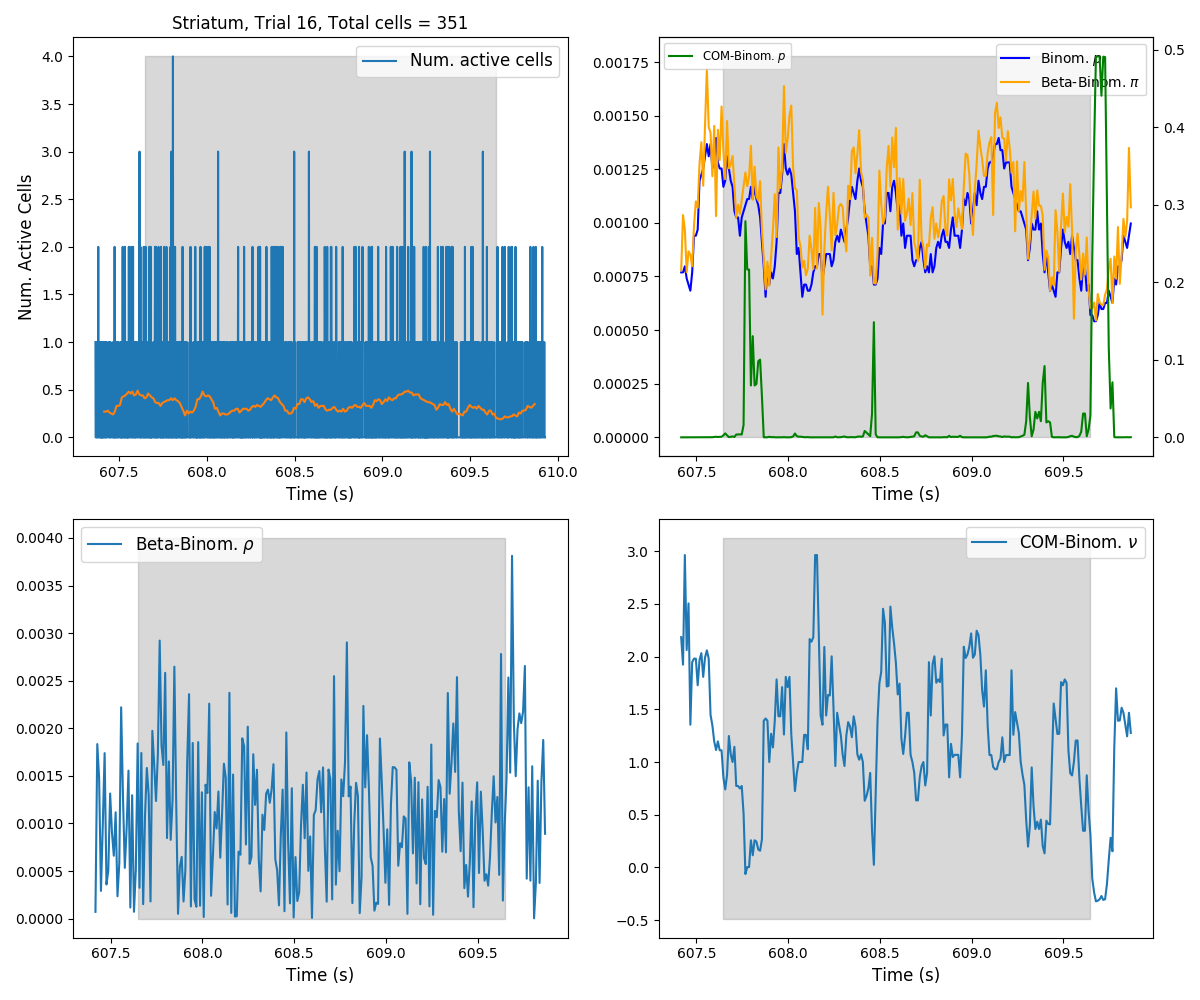 Striatum, Trial 16, Total cells = 351
Num. active cells
Num. Active Cells
4.0
3.5
3.0
2.5
2.0
1.5
1.0
0.5
0.0
607.5 608.0 608.5 609.0 609.5 610.0
Time (s)
COM-Binom. p
Binom. p
Beta-Binom. π
0.00175
0.00150
0.00125
0.00100
0.00075
0.00050
0.00025
0.00000
0.5
0.4
0.3
0.2
0.1
0.0
607.5 608.0 608.5 609.0 609.5
Time (s)
Beta-Binom. ρ
0.0040
0.0035
0.0030
0.0025
0.0020
0.0015
0.0010
0.0005
0.0000
607.5 608.0 608.5 609.0 609.5
Time (s)
COM-Binom. ν
3.0
2.5
2.0
1.5
1.0
0.5
0.0
−0.5
607.5 608.0 608.5 609.0 609.5
Time (s)